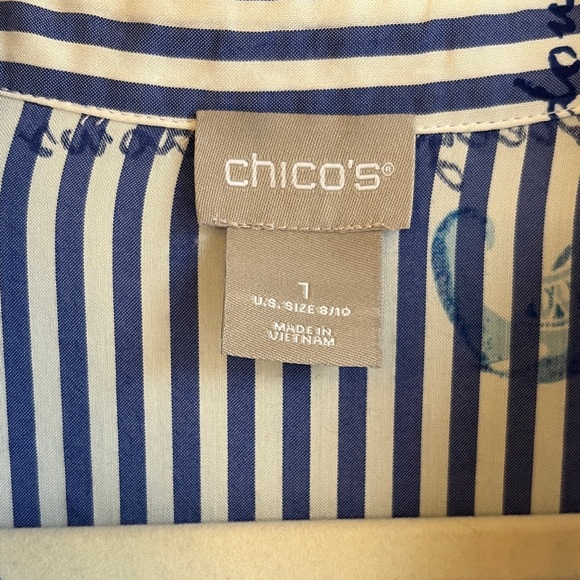 chico's®
1
U.S. SIZE 8/10
MADE IN
VIETNAM